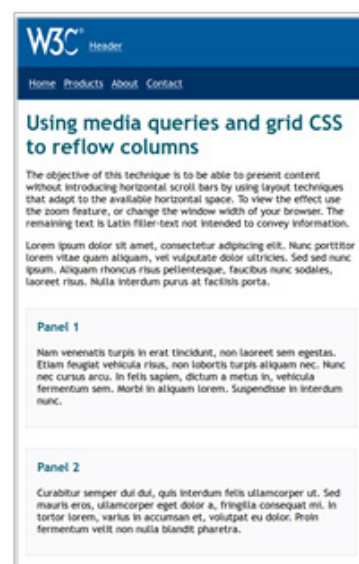 W3C® Header
Home Products About Contact
Using media queries and grid CSS
to reflow columns
The objective of this technique is to be able to present content
without introducing horizontal scroll bars by using layout techniques
that adapt to the available horizontal space. To view the effect use
the zoom feature, or change the window width of your browser. The
remaining text is Latin filler-text not intended to convey information.
Lorem ipsum dolor sit amet, consectetur adipiscing elit. Nunc porttitor
lorem vitae quam aliquam, vel vulputate dolor ultricies. Sed sed nunc
ipsum. Aliquam rhoncus risus pellentesque, faucibus nunc sodales,
laoreet risus. Nulla interdum purus at facilisis porta.
Panel 1
Nam venenatis turpis in erat tincidunt, non laoreet sem egestas.
Etiam feugiat vehicula risus, non lobortis turpis aliquam nec. Nunc
nec cursus arcu. In felis sapien, dictum a metus in, vehicula
fermentum sem. Morbi in aliquam lorem. Suspendisse in interdum
nunc.
Panel 2
Curabitur semper dui dui, quis interdum felis ullamcorper ut. Sed
mauris eros, ullamcorper eget dolor a, fringilla consequat mi. In
tortor lorem, varius in accumsan et, volutpat eu dolor. Proin
fermentum velit non nulla blandit pharetra.